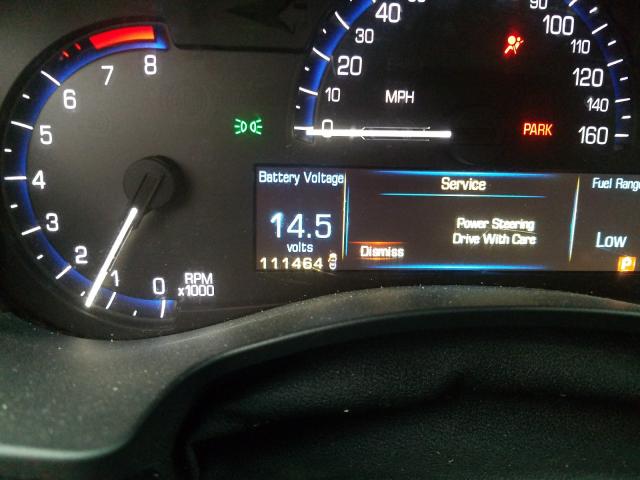 40
60
90
100
30
110
20
120
10
MPH
140
0
PARK
160
8
7
6
5
4
3
2
1
0
RPM
x1000
Battery Voltage
14.5
volts
111464
Service
Power Steering
Drive With Care
Dismiss
Fuel Range
Low
P